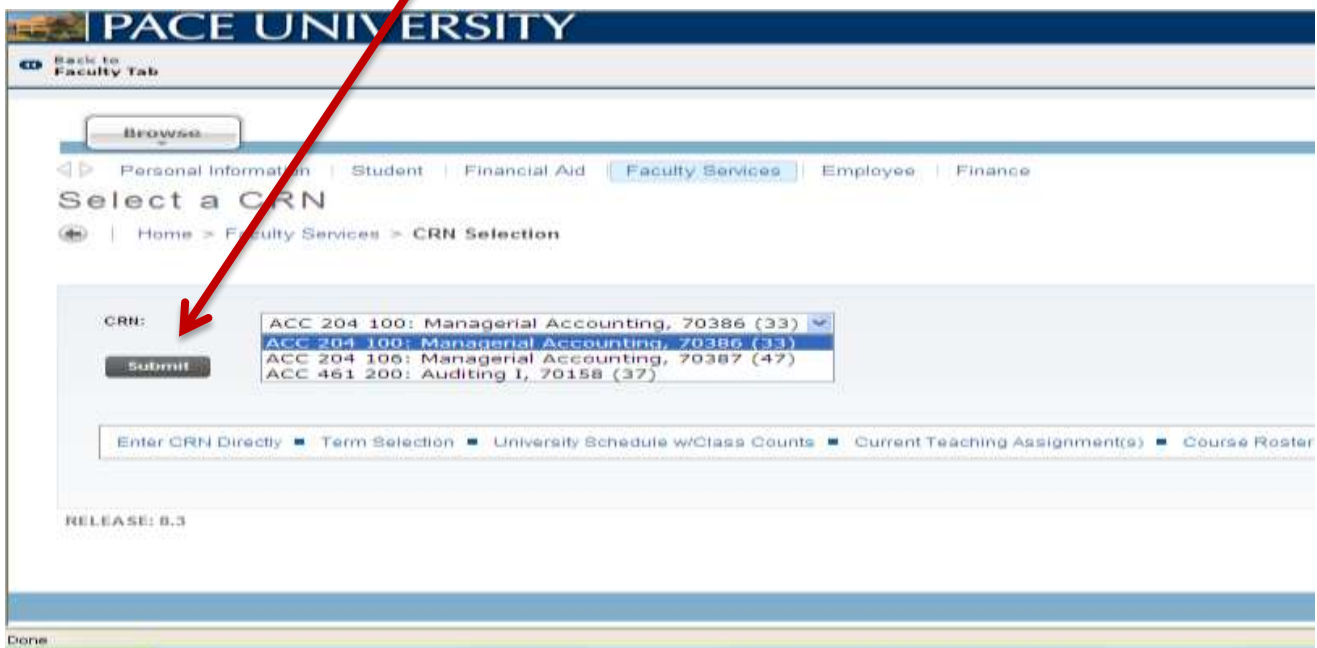 PACE UNIVERSITY
Back to
Faculty Tab
Browse
Personal Information | Student | Financial Aid | Faculty Services | Employee | Finance
Select a CRN
| Home > Faculty Services > CRN Selection
CRN:
ACC 204 100: Managerial Accounting, 70386 (33)
ACC 204 100: Managerial Accounting, 70386 (33)
Submit
ACC 204 106: Managerial Accounting, 70387 (47)
ACC 461 200: Auditing I, 70158 (37)
Enter CRN Directly ▪ Term Selection ▪ University Schedule w/Class Counts ▪ Current Teaching Assignment(s) ▪ Course Roster
RELEASE: 8.3
Done